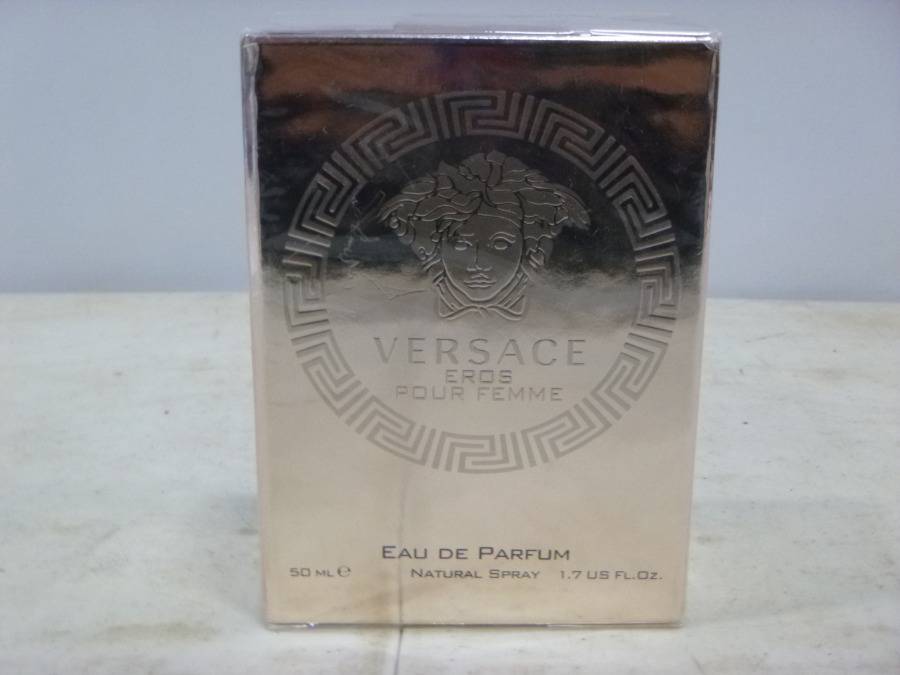 VERSACE
EROS
POUR FEMME
EAU DE PARFUM
50 ML ℮ NATURAL SPRAY 1.7 US FL.OZ.